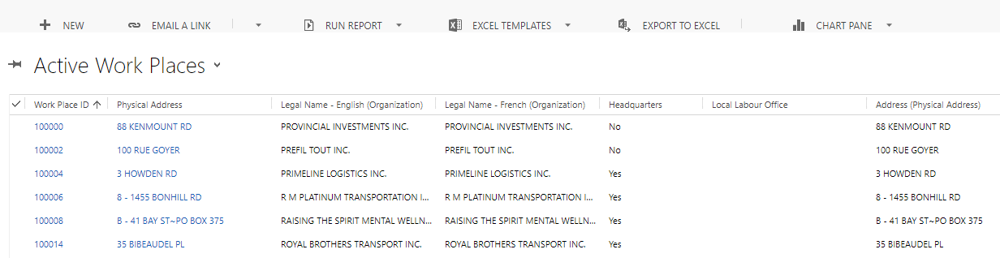 NEW EMAIL A LINK RUN REPORT EXCEL TEMPLATES EXPORT TO EXCEL CHART PANE
Active Work Places
Work Place ID Physical Address Legal Name - English (Organization) Legal Name - French (Organization) Headquarters Local Labour Office Address (Physical Address)
100000 88 KENMOUNT RD PROVINCIAL INVESTMENTS INC. PROVINCIAL INVESTMENTS INC. No 88 KENMOUNT RD
100002 100 RUE GOYER PREFIL TOUT INC. PREFIL TOUT INC. No 100 RUE GOYER
100004 3 HOWDEN RD PRIMELINE LOGISTICS INC. PRIMELINE LOGISTICS INC. Yes 3 HOWDEN RD
100006 8 - 1455 BONHILL RD R M PLATINUM TRANSPORTATION I... R M PLATINUM TRANSPORTATION I... Yes 8 - 1455 BONHILL RD
100008 B - 41 BAY ST~PO BOX 375 RAISING THE SPIRIT MENTAL WELLN... RAISING THE SPIRIT MENTAL WELLN... Yes B - 41 BAY ST~PO BOX 375
100014 35 BIBEAUDEL PL ROYAL BROTHERS TRANSPORT INC. ROYAL BROTHERS TRANSPORT INC. Yes 35 BIBEAUDEL PL